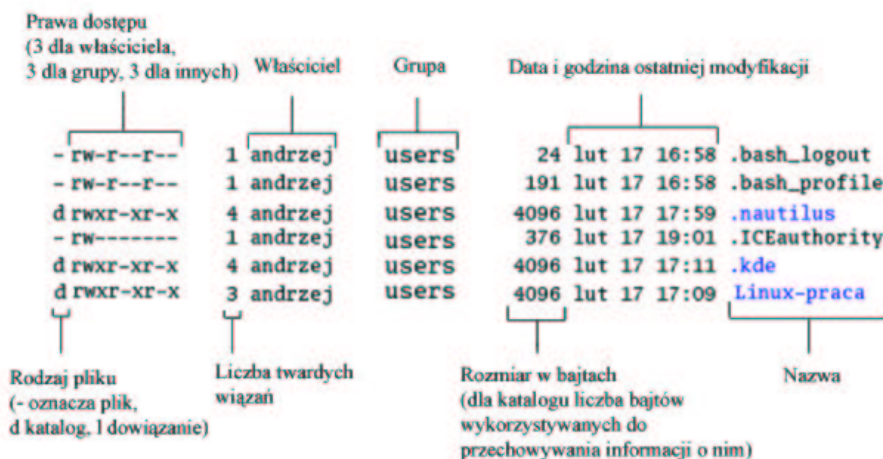 Prawa dostępu
(3 dla właściciela,
3 dla grupy, 3 dla innych)
Właściciel
Grupa
Data i godzina ostatniej modyfikacji
- rw-r--r-- 1 andrzej users 24 lut 17 16:58 .bash_logout
- rw-r--r-- 1 andrzej users 191 lut 17 16:58 .bash_profile
d rwxr-xr-x 4 andrzej users 4096 lut 17 17:59 .nautilus
- rw------- 1 andrzej users 376 lut 17 19:01 .ICEauthority
d rwxr-xr-x 4 andrzej users 4096 lut 17 17:11 .kde
d rwxr-xr-x 3 andrzej users 4096 lut 17 17:09 Linux-praca
Rodzaj pliku
(- oznacza plik,
d katalog, l dowiązanie)
Liczba twardych
wiązań
Rozmiar w bajtach
(dla katalogu liczba bajtów
wykorzystywanych do
przechowywania informacji o nim)
Nazwa